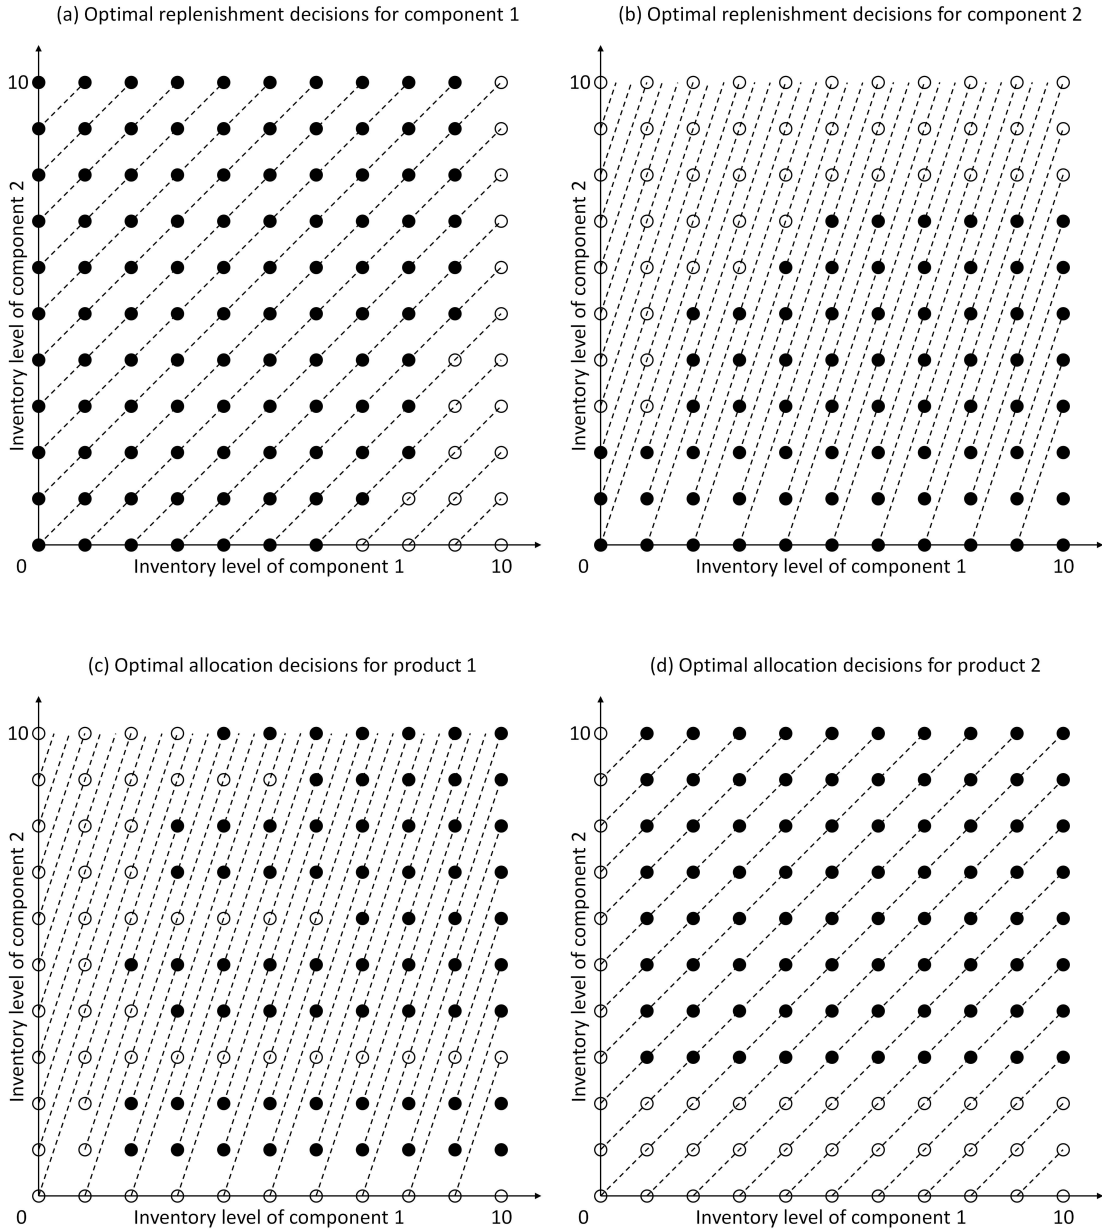 (a) Optimal replenishment decisions for component 1
10
Inventory level of component 2
0
Inventory level of component 1
10
(b) Optimal replenishment decisions for component 2
10
Inventory level of component 2
0
Inventory level of component 1
10
(c) Optimal allocation decisions for product 1
10
Inventory level of component 2
0
Inventory level of component 1
10
(d) Optimal allocation decisions for product 2
10
Inventory level of component 2
0
Inventory level of component 1
10